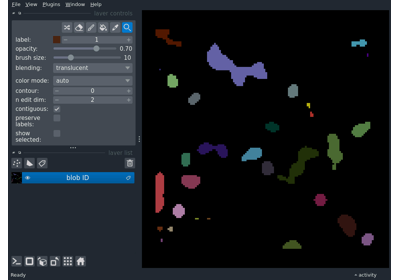 File View Plugins Window Help
layer controls
label: 1
opacity: 0.70
brush size: 10
blending: translucent
color mode: auto
contour: 0
n edit dim: 2
contiguous:
preserve
labels:
show
selected:
layer list
blob ID
Ready
activity